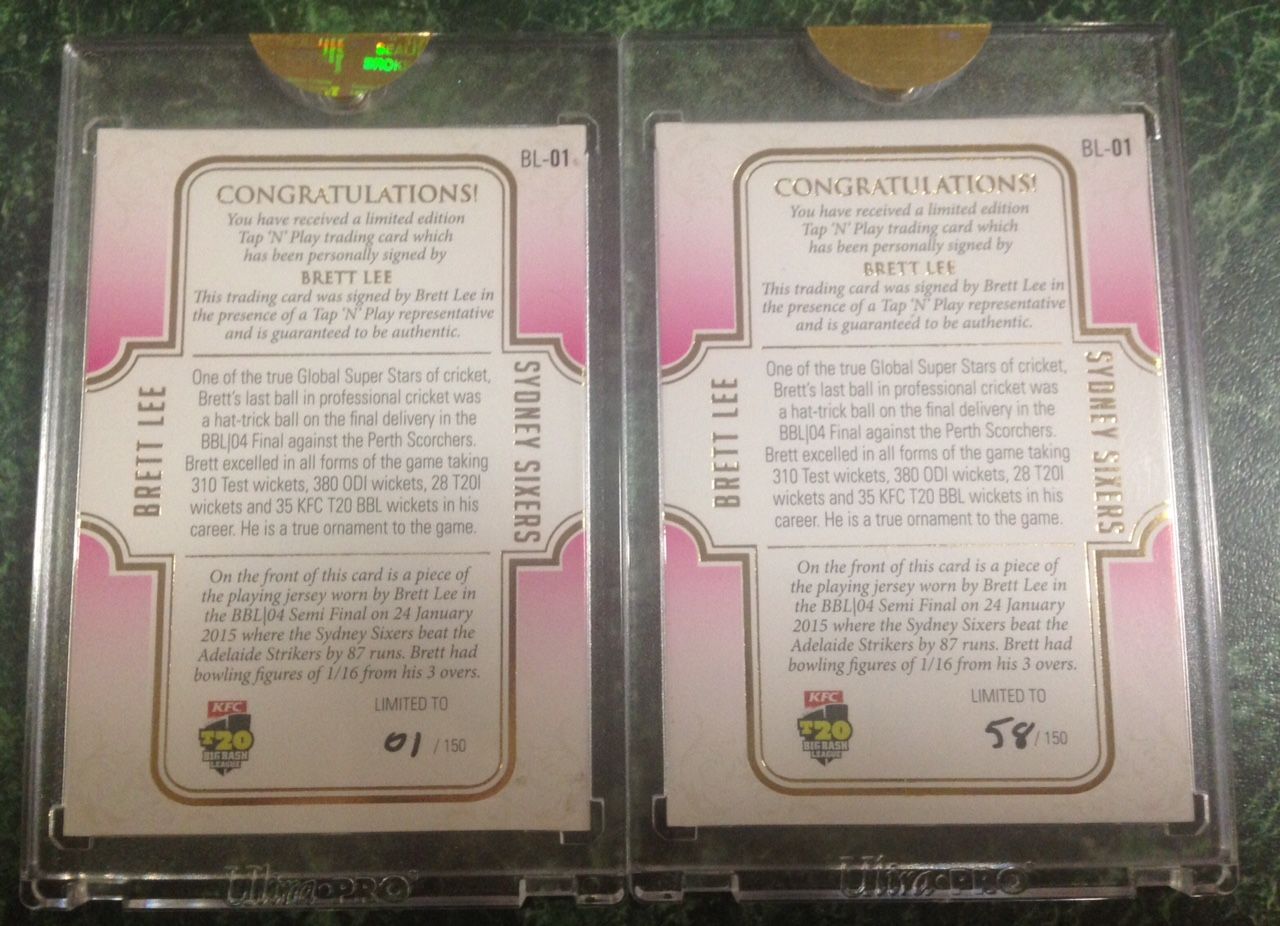 SEAL
BROK
BL-01
CONGRATULATIONS!
You have received a limited edition
Tap 'N' Play trading card which
has been personally signed by
BRETT LEE
This trading card was signed by Brett Lee in
the presence of a Tap 'N' Play representative
and is guaranteed to be authentic.
BRETT LEE
SYDNEY SIXERS
One of the true Global Super Stars of cricket,
Brett's last ball in professional cricket was
a hat-trick ball on the final delivery in the
BBL|04 Final against the Perth Scorchers.
Brett excelled in all forms of the game taking
310 Test wickets, 380 ODI wickets, 28 T20I
wickets and 35 KFC T20 BBL wickets in his
career. He is a true ornament to the game.
On the front of this card is a piece of
the playing jersey worn by Brett Lee in
the BBL|04 Semi Final on 24 January
2015 where the Sydney Sixers beat the
Adelaide Strikers by 87 runs. Brett had
bowling figures of 1/16 from his 3 overs.
KFC
T20
BIG BASH
LEAGUE
LIMITED TO
01 / 150
Ultra·PRO
BL-01
CONGRATULATIONS!
You have received a limited edition
Tap 'N' Play trading card which
has been personally signed by
BRETT LEE
This trading card was signed by Brett Lee in
the presence of a Tap 'N' Play representative
and is guaranteed to be authentic.
BRETT LEE
SYDNEY SIXERS
One of the true Global Super Stars of cricket,
Brett's last ball in professional cricket was
a hat-trick ball on the final delivery in the
BBL|04 Final against the Perth Scorchers.
Brett excelled in all forms of the game taking
310 Test wickets, 380 ODI wickets, 28 T20I
wickets and 35 KFC T20 BBL wickets in his
career. He is a true ornament to the game.
On the front of this card is a piece of
the playing jersey worn by Brett Lee in
the BBL|04 Semi Final on 24 January
2015 where the Sydney Sixers beat the
Adelaide Strikers by 87 runs. Brett had
bowling figures of 1/16 from his 3 overs.
KFC
T20
BIG BASH
LEAGUE
LIMITED TO
58 / 150
Ultra·PRO